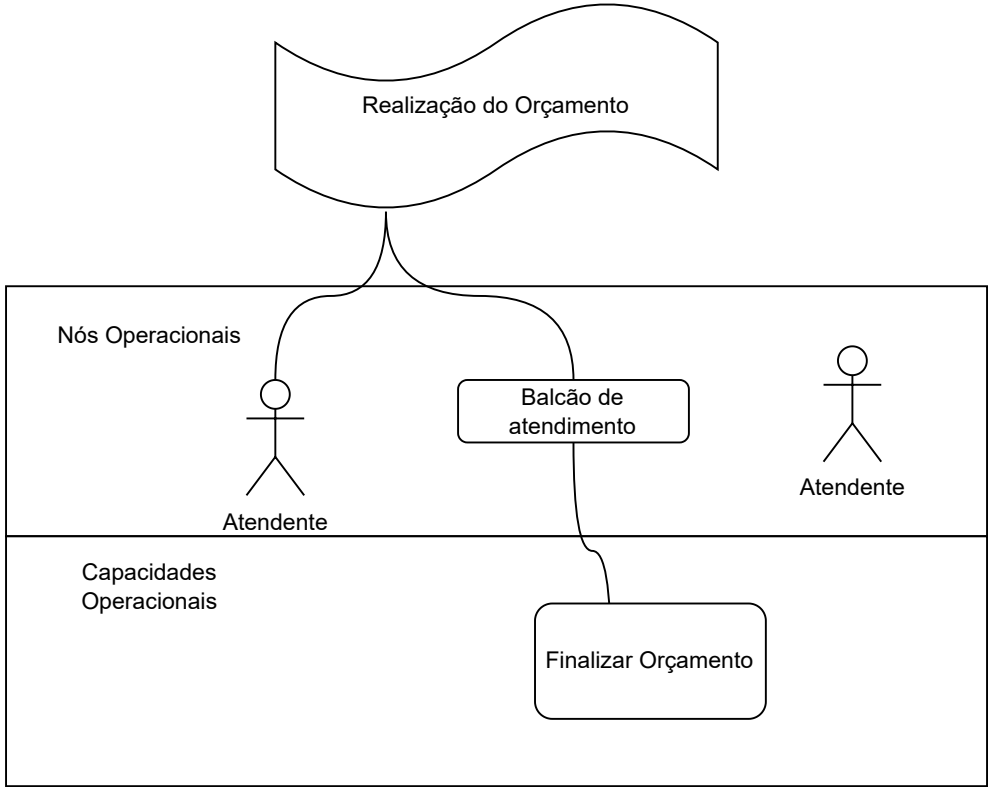 Realização do Orçamento
Nós Operacionais
Balcão de
atendimento
Atendente
Atendente
Capacidades
Operacionais
Finalizar Orçamento